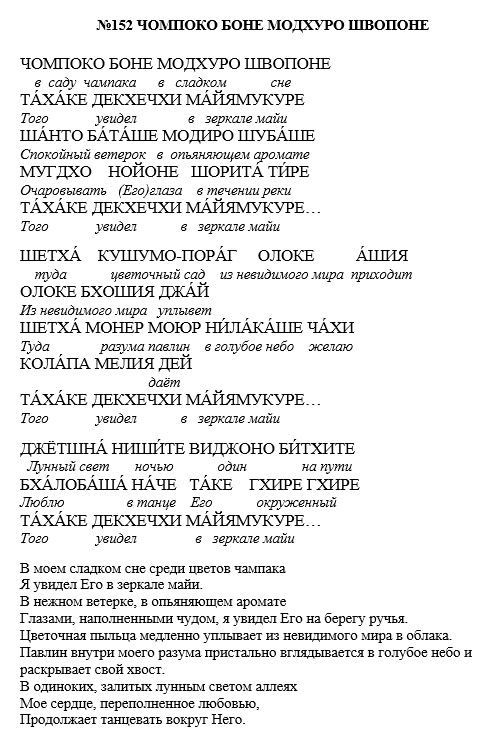 №152 ЧОМПОКО БОНЕ МОДХУРО ШВОПОНЕ
ЧОМПОКО БОНЕ МОДХУРО ШВОПОНЕ
в саду чампака в сладком сне
ТА́ХА́КЕ ДЕКХЕЧХИ МА́ЙЯМУКУРЕ
Того увидел в зеркале майи
ША́НТО БА́ТА́ШЕ МОДИРО ШУБА́ШЕ
Спокойный ветерок в опьяняющем аромате
МУГДХО НОЙОНЕ ШОРИТА́ ТИ́РЕ
Очаровывать (Его)глаза в течении реки
ТА́ХА́КЕ ДЕКХЕЧХИ МА́ЙЯМУКУРЕ…
Того увидел в зеркале майи
ШЕТХА́ КУШУМО-ПОРА́Г ОЛОКЕ А́ШИЯ
туда цветочный сад из невидимого мира приходит
ОЛОКЕ БХОШИЯ ДЖА́Й
Из невидимого мира уплывет
ШЕТХА́ МОНЕР МОЮР НИ́ЛА́КА́ШЕ ЧА́ХИ
Туда разума павлин в голубое небо желаю
КОЛА́ПА МЕЛИЯ ДЕЙ
даёт
ТА́ХА́КЕ ДЕКХЕЧХИ МА́ЙЯМУКУРЕ…
Того увидел в зеркале майи
ДЖЁТШНА́ НИШИ́ТЕ ВИДЖОНО БИ́ТХИТЕ
Лунный свет ночью один на пути
БХА́ЛОБА́ША́ НА́ЧЕ ТА́КЕ ГХИРЕ ГХИРЕ
Люблю в танце Его окруженный
ТА́ХА́КЕ ДЕКХЕЧХИ МА́ЙЯМУКУРЕ…
Того увидел в зеркале майи
В моем сладком сне среди цветов чампака
Я увидел Его в зеркале майи.
В нежном ветерке, в опьяняющем аромате
Глазами, наполненными чудом, я увидел Его на берегу ручья.
Цветочная пыльца медленно уплывает из невидимого мира в облака.
Павлин внутри моего разума пристально вглядывается в голубое небо и
раскрывает свой хвост.
В одиноких, залитых лунным светом аллеях
Мое сердце, переполненное любовью,
Продолжает танцевать вокруг Него.